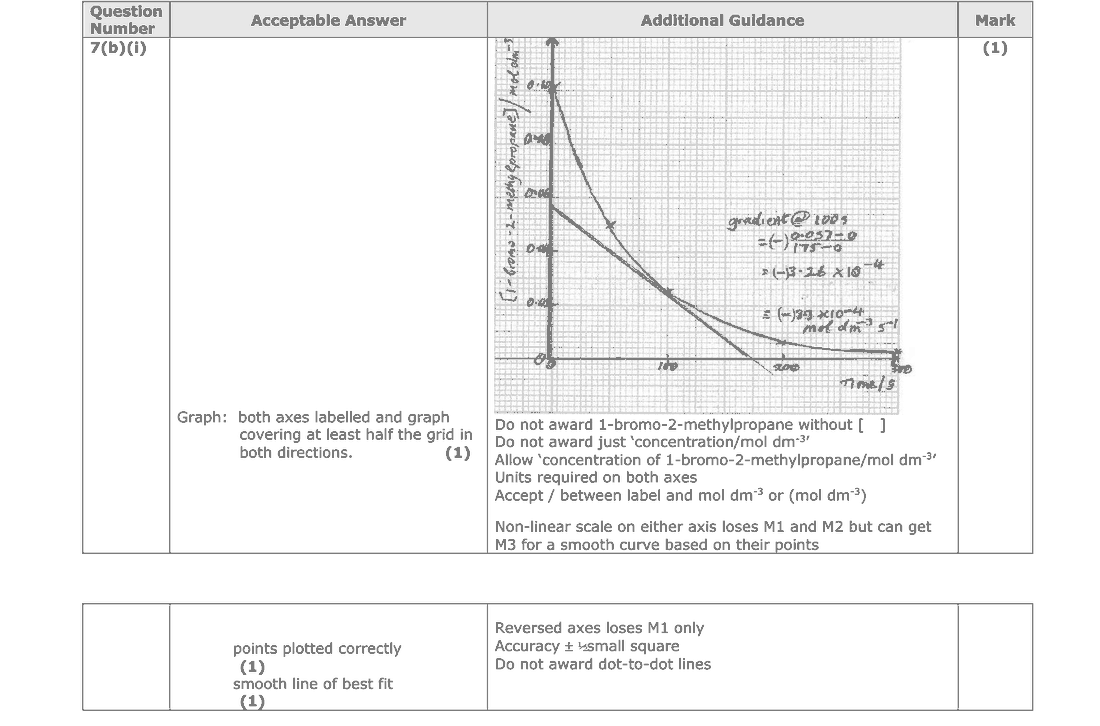 Question Number
Acceptable Answer
Additional Guidance
Mark
7(b)(i)
(1)
[1-bromo-2-methylpropane]/mol dm⁻³
0.10
0.08
0.06
0.04
0.02
0
0
100
200
300
Time/s
gradient @ 100s
=(-) 0.057-0
175-0
= (-)3.26 x10⁻⁴
= (-)3.3 x10⁻⁴
mol dm⁻³ s⁻¹
Graph: both axes labelled and graph
covering at least half the grid in
both directions. (1)
Do not award 1-bromo-2-methylpropane without [ ]
Do not award just ‘concentration/mol dm⁻³’
Allow ‘concentration of 1-bromo-2-methylpropane/mol dm⁻³’
Units required on both axes
Accept / between label and mol dm⁻³ or (mol dm⁻³)
Non-linear scale on either axis loses M1 and M2 but can get
M3 for a smooth curve based on their points
points plotted correctly
(1)
smooth line of best fit
(1)
Reversed axes loses M1 only
Accuracy ± ½small square
Do not award dot-to-dot lines